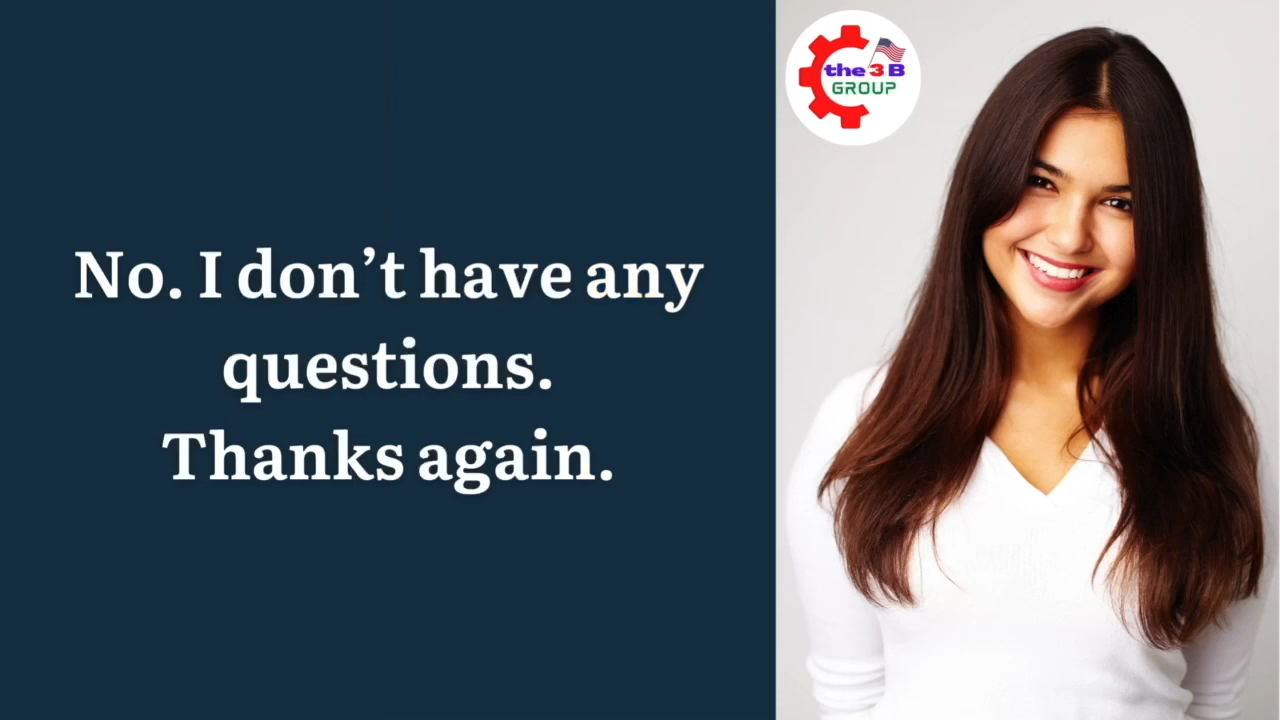 No. I don’t have any
questions.
Thanks again.
the 3 B
GROUP